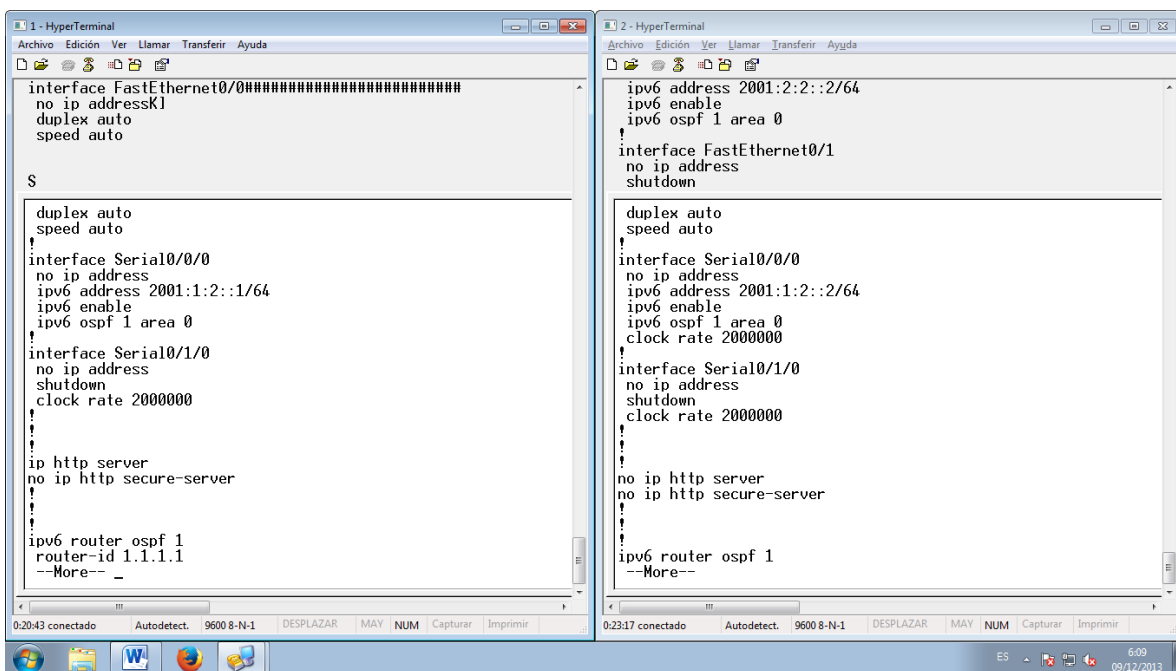 1 - HyperTerminal
Archivo Edición Ver Llamar Transferir Ayuda
interface FastEthernet0/0##########################
no ip addressK]
duplex auto
speed auto
S
duplex auto
speed auto
!
interface Serial0/0/0
no ip address
ipv6 address 2001:1:2::1/64
ipv6 enable
ipv6 ospf 1 area 0
!
interface Serial0/1/0
no ip address
shutdown
clock rate 2000000
!
!
!
ip http server
no ip http secure-server
!
!
!
ipv6 router ospf 1
router-id 1.1.1.1
--More-- _
0:20:43 conectado Autodetect. 9600 8-N-1 DESPLAZAR MAY NUM Capturar Imprimir
2 - HyperTerminal
Archivo Edición Ver Llamar Transferir Ayuda
ipv6 address 2001:2:2::2/64
ipv6 enable
ipv6 ospf 1 area 0
!
interface FastEthernet0/1
no ip address
shutdown
duplex auto
speed auto
!
interface Serial0/0/0
no ip address
ipv6 address 2001:1:2::2/64
ipv6 enable
ipv6 ospf 1 area 0
clock rate 2000000
!
interface Serial0/1/0
no ip address
shutdown
clock rate 2000000
!
!
!
no ip http server
no ip http secure-server
!
!
!
ipv6 router ospf 1
--More--
0:23:17 conectado Autodetect. 9600 8-N-1 DESPLAZAR MAY NUM Capturar Imprimir
W
ES
6:09
09/12/2013